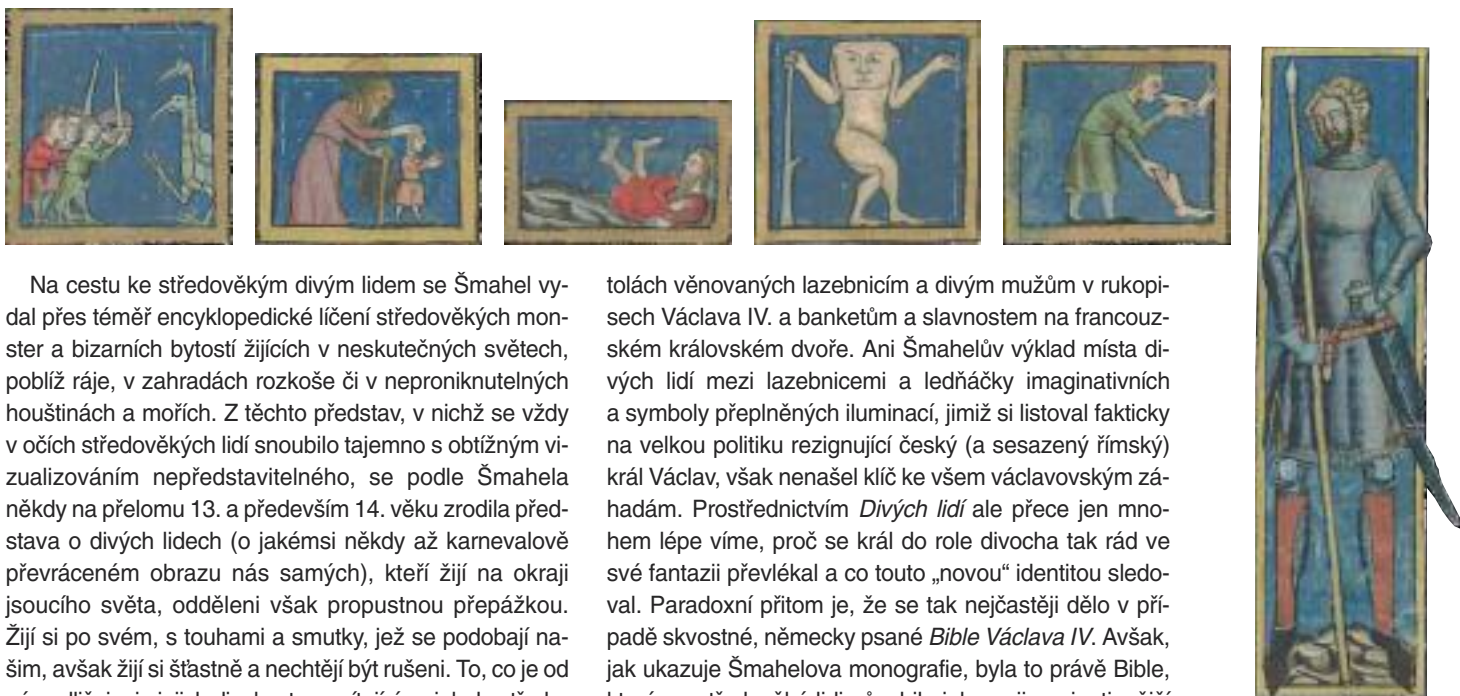 Na cestu ke středověkým divým lidem se Šmahel vy-
dal přes téměř encyklopedické líčení středověkých mon-
ster a bizarních bytostí žijících v neskutečných světech,
poblíž ráje, v zahradách rozkoše či v neproniknutelných
houštinách a mořích. Z těchto představ, v nichž se vždy
v očích středověkých lidí snoubilo tajemno s obtížným vi-
zualizováním nepředstavitelného, se podle Šmahela
někdy na přelomu 13. a především 14. věku zrodila před-
stava o divých lidech (o jakémsi někdy až karnevalově
převráceném obrazu nás samých), kteří žijí na okraji
jsoucího světa, odděleni však propustnou přepážkou.
Žijí si po svém, s touhami a smutky, jež se podobají na-
šim, avšak žijí si šťastně a nechtějí být rušeni. To, co je od
tolách věnovaných lazebnicím a divým mužům v rukopi-
sech Václava IV. a banketům a slavnostem na francouz-
ském královském dvoře. Ani Šmahelův výklad místa di-
vých lidí mezi lazebnicemi a ledňáčky imaginativních
a symboly přeplněných iluminací, jimiž si listoval fakticky
na velkou politiku rezignující český (a sesazený římský)
král Václav, však nenašel klíč ke všem václavovským zá-
hadám. Prostřednictvím Divých lidí ale přece jen mno-
hem lépe víme, proč se král do role divocha tak rád ve
své fantazii převlékal a co touto „novou“ identitou sledo-
val. Paradoxní přitom je, že se tak nejčastěji dělo v pří-
padě skvostné, německy psané Bible Václava IV. Avšak,
jak ukazuje Šmahelova monografie, byla to právě Bible,